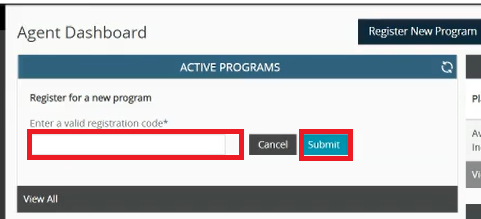 Agent Dashboard
Register New Program
ACTIVE PROGRAMS
Register for a new program
Enter a valid registration code*
Cancel
Submit
View All